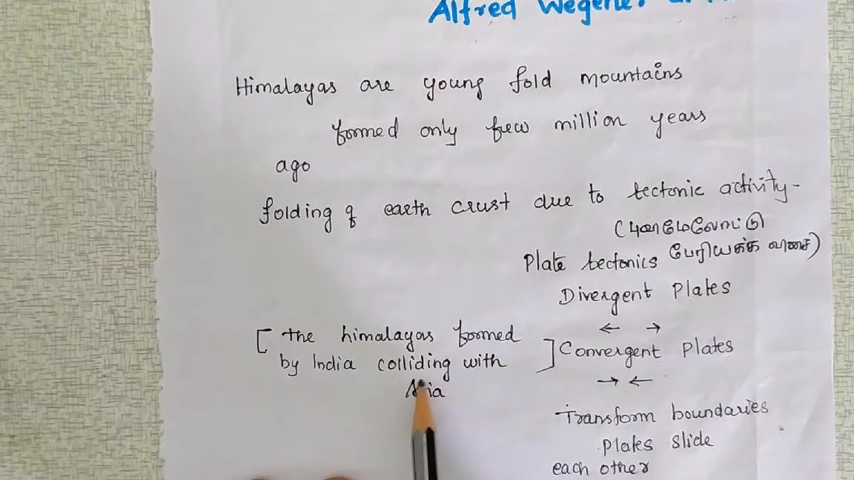 Alfred Wegener
Himalayas are young fold mountains
formed only few million years
ago
folding of earth crust due to tectonic activity-
(புவிமேலோட்டு
Plate tectonics பேரியக்க விசை)
Divergent Plates
← →
[ the himalayas formed
by India colliding with ]
Asia
Convergent Plates
→ ←
Transform boundaries
Plates slide
each other